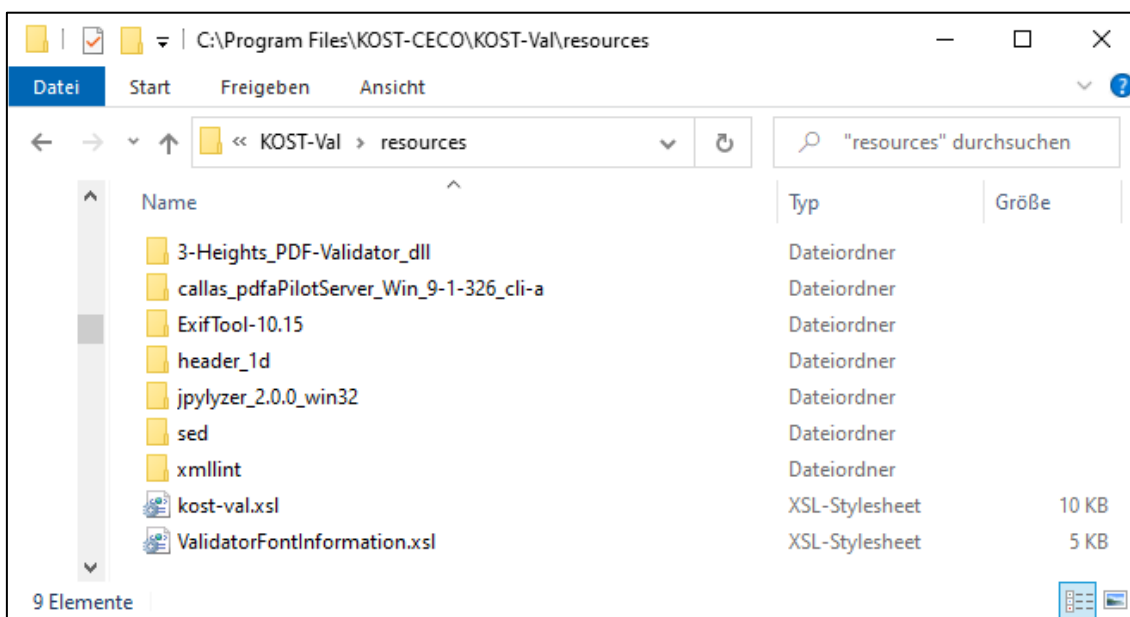 C:\Program Files\KOST-CECO\KOST-Val\resources
Datei Start Freigeben Ansicht ?
« KOST-Val > resources "resources" durchsuchen
Name Typ Größe
3-Heights_PDF-Validator_dll Dateiordner
callas_pdfaPilotServer_Win_9-1-326_cli-a Dateiordner
ExifTool-10.15 Dateiordner
header_1d Dateiordner
jpylyzer_2.0.0_win32 Dateiordner
sed Dateiordner
xmllint Dateiordner
kost-val.xsl XSL-Stylesheet 10 KB
ValidatorFontInformation.xsl XSL-Stylesheet 5 KB
9 Elemente